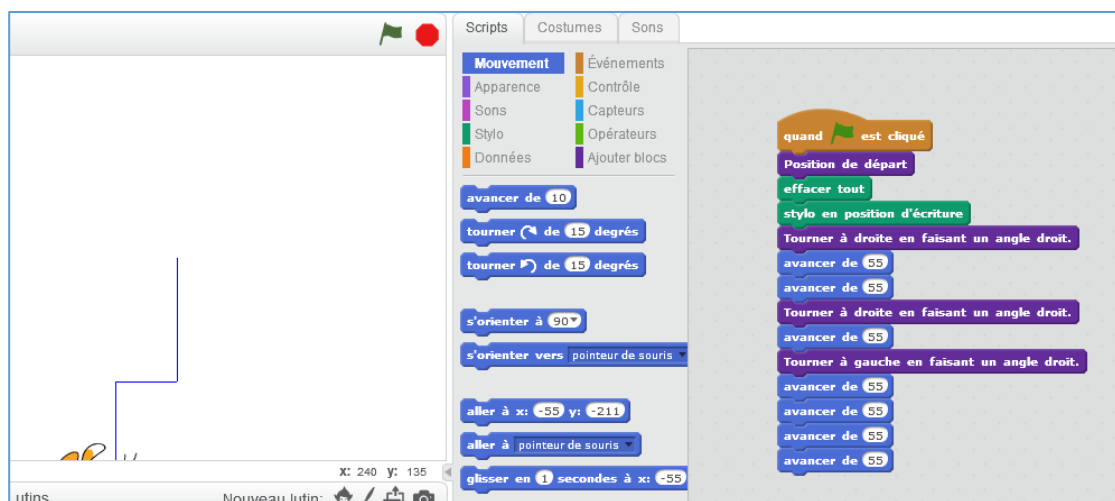 Scripts Costumes Sons
Mouvement Événements
Apparence Contrôle
Sons Capteurs
Stylo Opérateurs
Données Ajouter blocs
avancer de 10
tourner de 15 degrés
tourner de 15 degrés
s'orienter à 90
s'orienter vers pointeur de souris
aller à x: -55 y: -211
aller à pointeur de souris
glisser en 1 secondes à x: -55
quand est cliqué
Position de départ
effacer tout
stylo en position d'écriture
Tourner à droite en faisant un angle droit.
avancer de 55
avancer de 55
Tourner à droite en faisant un angle droit.
avancer de 55
Tourner à gauche en faisant un angle droit.
avancer de 55
avancer de 55
avancer de 55
avancer de 55
x: 240 y: 135
utins Nouveau lutin: